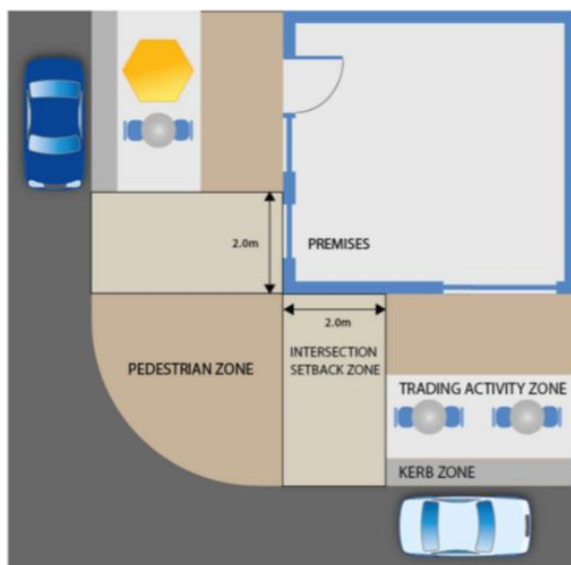 2.0m
PREMISES
2.0m
PEDESTRIAN ZONE
INTERSECTION
SETBACK ZONE
TRADING ACTIVITY ZONE
KERB ZONE